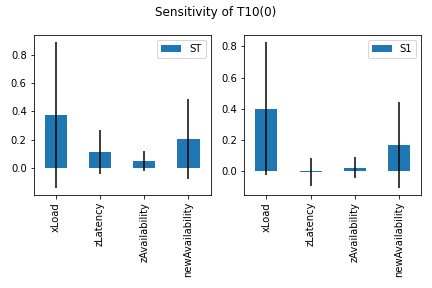 Sensitivity of T10(0)
ST
0.8
0.6
0.4
0.2
0.0
xLoad
zLatency
zAvailability
newAvailability
S1
0.8
0.6
0.4
0.2
0.0
xLoad
zLatency
zAvailability
newAvailability